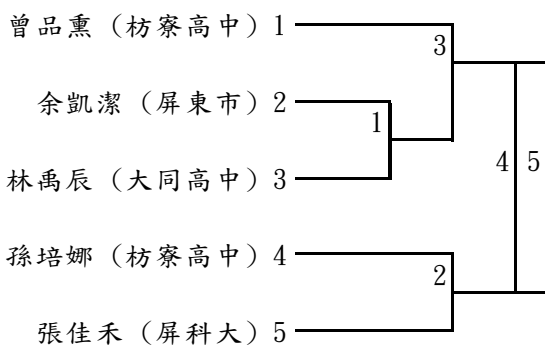 曾品熏（枋寮高中）1
3
余凱潔（屏東市）2
1
林禹辰（大同高中）3
4 5
孫培娜（枋寮高中）4
2
張佳禾（屏科大）5